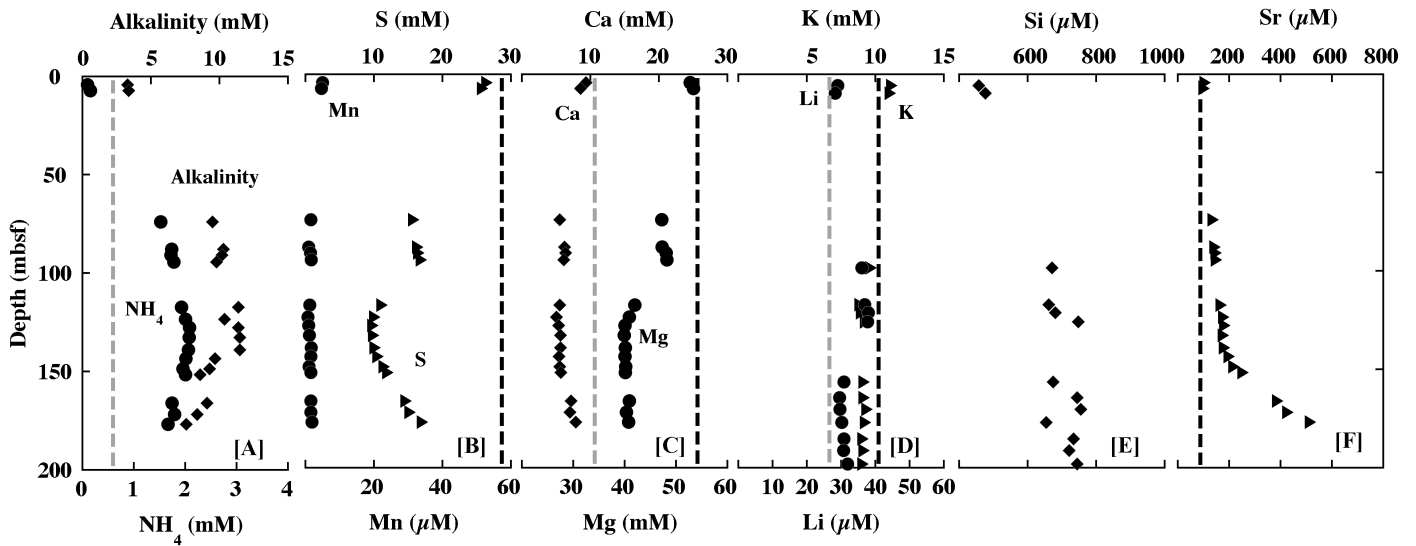 Alkalinity (mM) S (mM) Ca (mM) K (mM) Si (µM) Sr (µM)
0 5 10 15 10 20 30 10 20 30 5 10 15 600 800 1000 200 400 600 800
0
50
100
150
200
Depth (mbsf)
Mn Ca Li K
Alkalinity
NH4 Mg
S
[A] [B] [C] [D] [E] [F]
0 1 2 3 4 20 40 60 30 40 50 60 10 20 30 40 50 60
NH4 (mM) Mn (µM) Mg (mM) Li (µM)